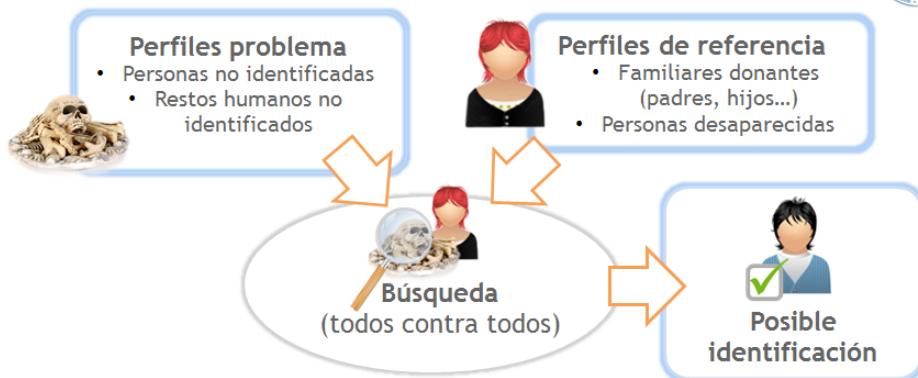 Perfiles problema
• Personas no identificadas
• Restos humanos no
identificados
Perfiles de referencia
• Familiares donantes
(padres, hijos...)
• Personas desaparecidas
Búsqueda
(todos contra todos)
Posible
identificación